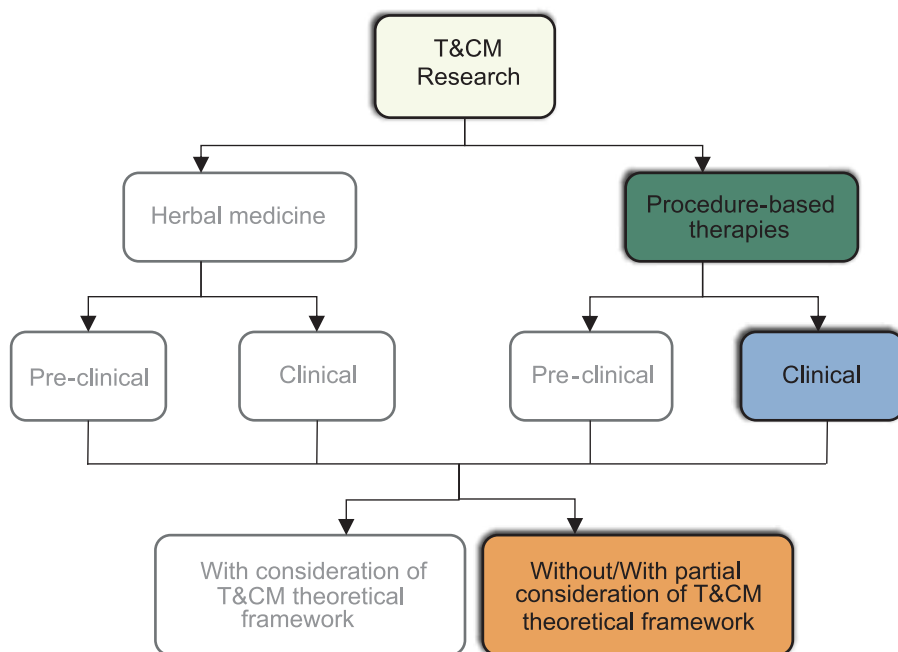 T&CM
Research
Herbal medicine
Procedure-based
therapies
Pre-clinical
Clinical
Pre-clinical
Clinical
With consideration of
T&CM theoretical
framework
Without/With partial
consideration of T&CM
theoretical framework